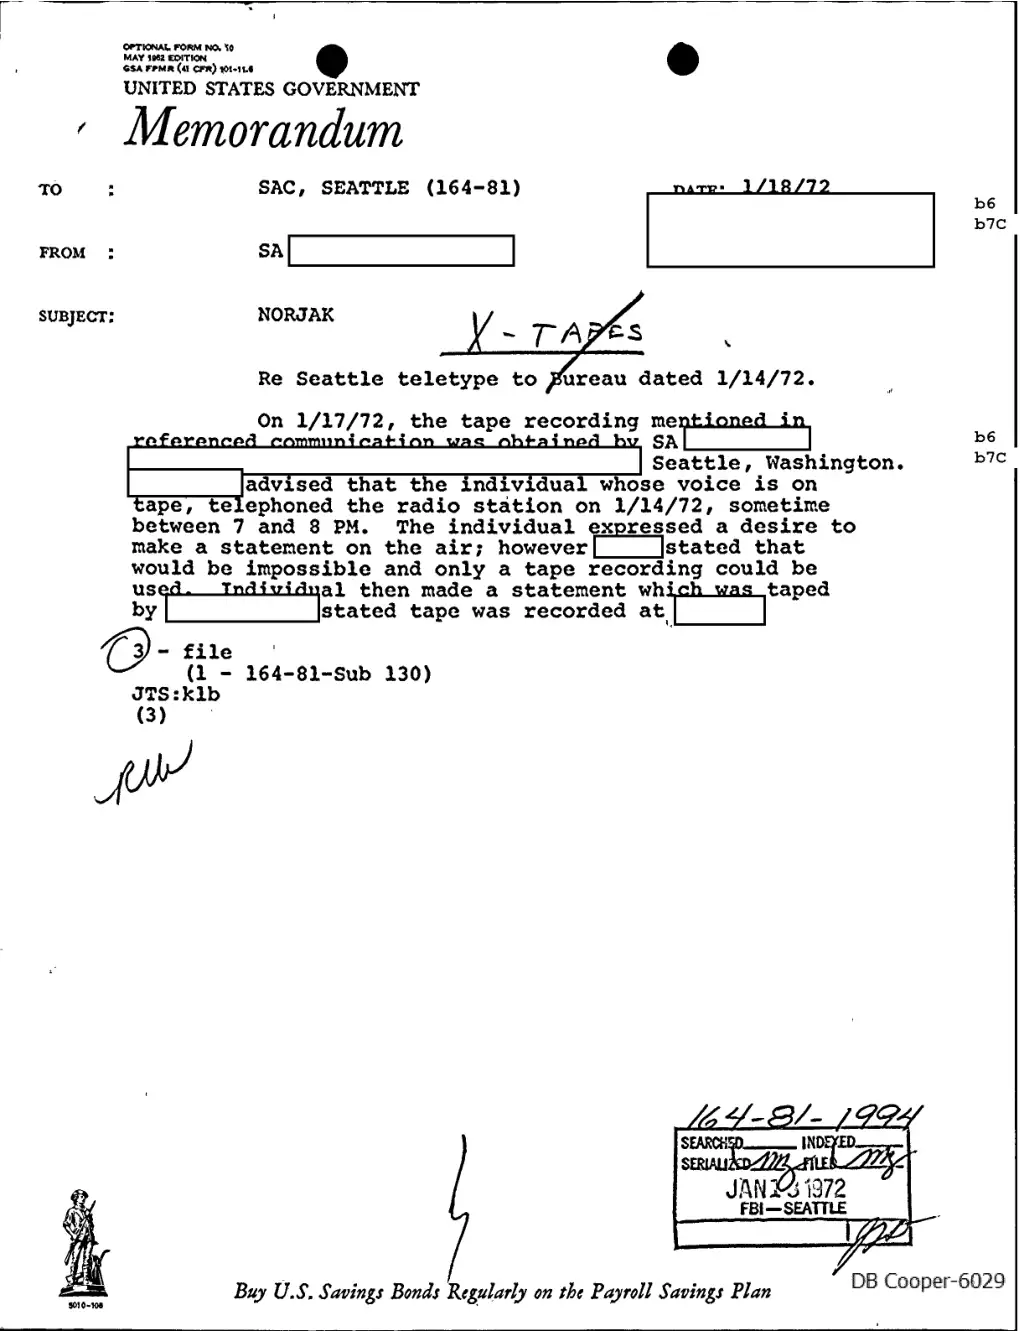 OPTIONAL FORM NO. 10
MAY 1962 EDITION
GSA FPMR (41 CFR) 101-11.6
UNITED STATES GOVERNMENT
Memorandum
TO : SAC, SEATTLE (164-81) DATE: 1/18/72
b6
b7C
FROM : SA
SUBJECT: NORJAK
X - TAPES
Re Seattle teletype to Bureau dated 1/14/72.
On 1/17/72, the tape recording mentioned in
referenced communication was obtained by SA
b6
b7C
Seattle, Washington.
advised that the individual whose voice is on
tape, telephoned the radio station on 1/14/72, sometime
between 7 and 8 PM. The individual expressed a desire to
make a statement on the air; however stated that
would be impossible and only a tape recording could be
used. Individual then made a statement which was taped
by stated tape was recorded at
3 - file
(1 - 164-81-Sub 130)
JTS:klb
(3)
164-81-1994
SEARCHED INDEXED
SERIALIZED FILED
JAN 1972
FBI — SEATTLE
5010-108
Buy U.S. Savings Bonds Regularly on the Payroll Savings Plan
DB Cooper-6029